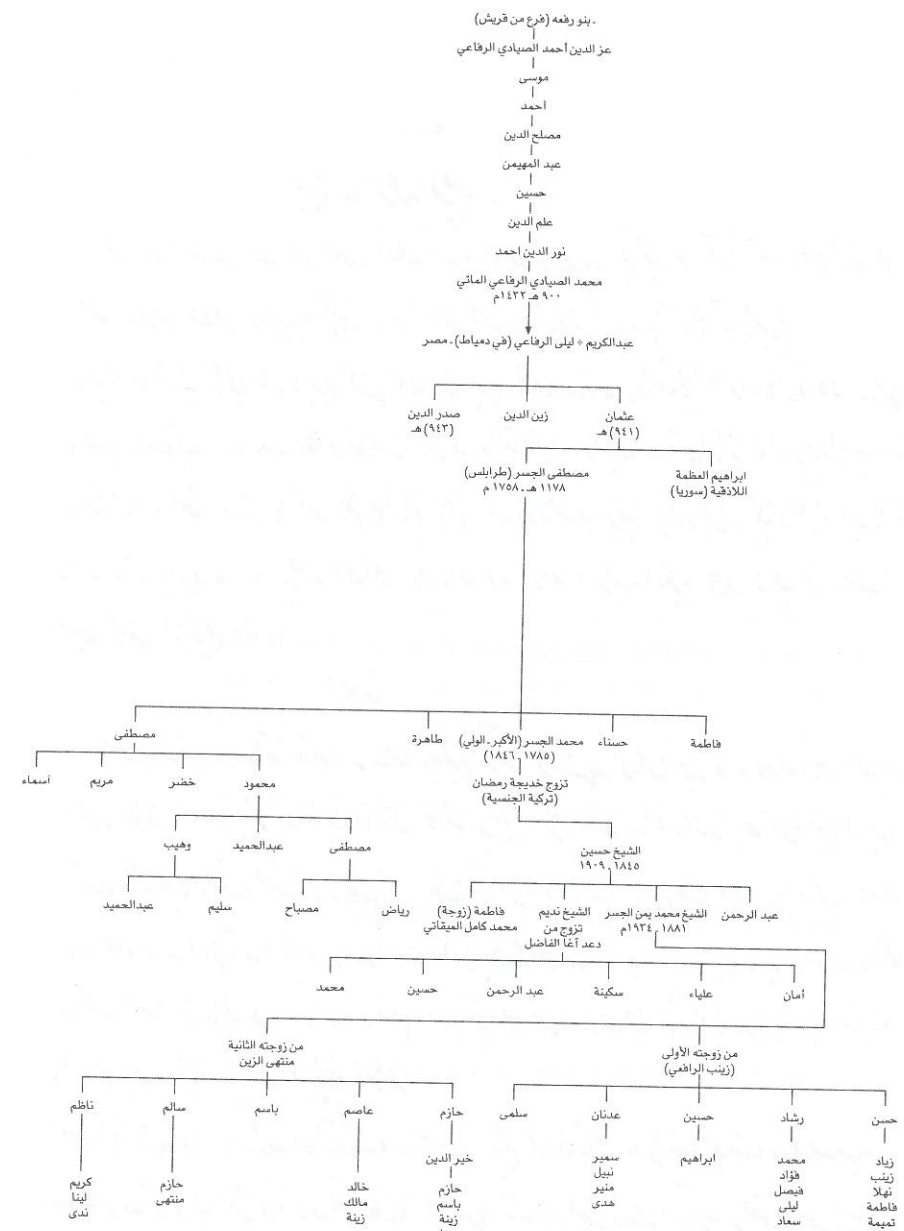 ـ بنو رفعه (فرع من قريش)
عز الدين أحمد الصيادي الرفاعي
موسى
أحمد
مصلح الدين
عبد المهيمن
حسين
علم الدين
نور الدين احمد
محمد الصيادي الرفاعي المائي
٩٠٠ هـ ـ ١٤٣٢م
عبدالكريم + ليلى الرفاعي (في دمياط) ـ مصر
عثمان
(٩٤١) هـ
زين الدين
صدر الدين
(٩٤٣) هـ
ابراهيم العظمة
اللاذقية (سوريا)
مصطفى الجسر (طرابلس)
١١٧٨ هـ ـ ١٧٥٨ م
فاطمة
حسناء
محمد الجسر (الأكبر ـ الولي)
(١٧٨٥ ـ ١٨٤٦)
تزوج خديجة رمضان
(تركية الجنسية)
طاهرة
مصطفى
محمود
خضر
مريم
أسماء
مصطفى
عبدالحميد
وهيب
رياض
مصباح
سليم
عبدالحميد
الشيخ حسين
١٨٤٥ ـ ١٩٠٩
عبد الرحمن
الشيخ محمد يمن الجسر
١٨٨١ ـ ١٩٣٤م
الشيخ نديم
تزوج من
دعد آغا الفاضل
فاطمة (زوجة)
محمد كامل الميقاتي
أمان
علياء
سكينة
عبد الرحمن
حسين
محمد
من زوجته الأولى
(زينب الرافعي)
من زوجته الثانية
منتهى الزين
حسن
زياد
زينب
نهلا
فاطمة
تميمة
رشاد
محمد
فؤاد
فيصل
ليلى
سعاد
حسين
ابراهيم
عدنان
سمير
نبيل
منير
هدى
سلمى
حازم
خير الدين
حازم
باسم
زينة
عاصم
خالد
مالك
زينة
باسم
سالم
حازم
منتهى
ناظم
كريم
لينا
ندى